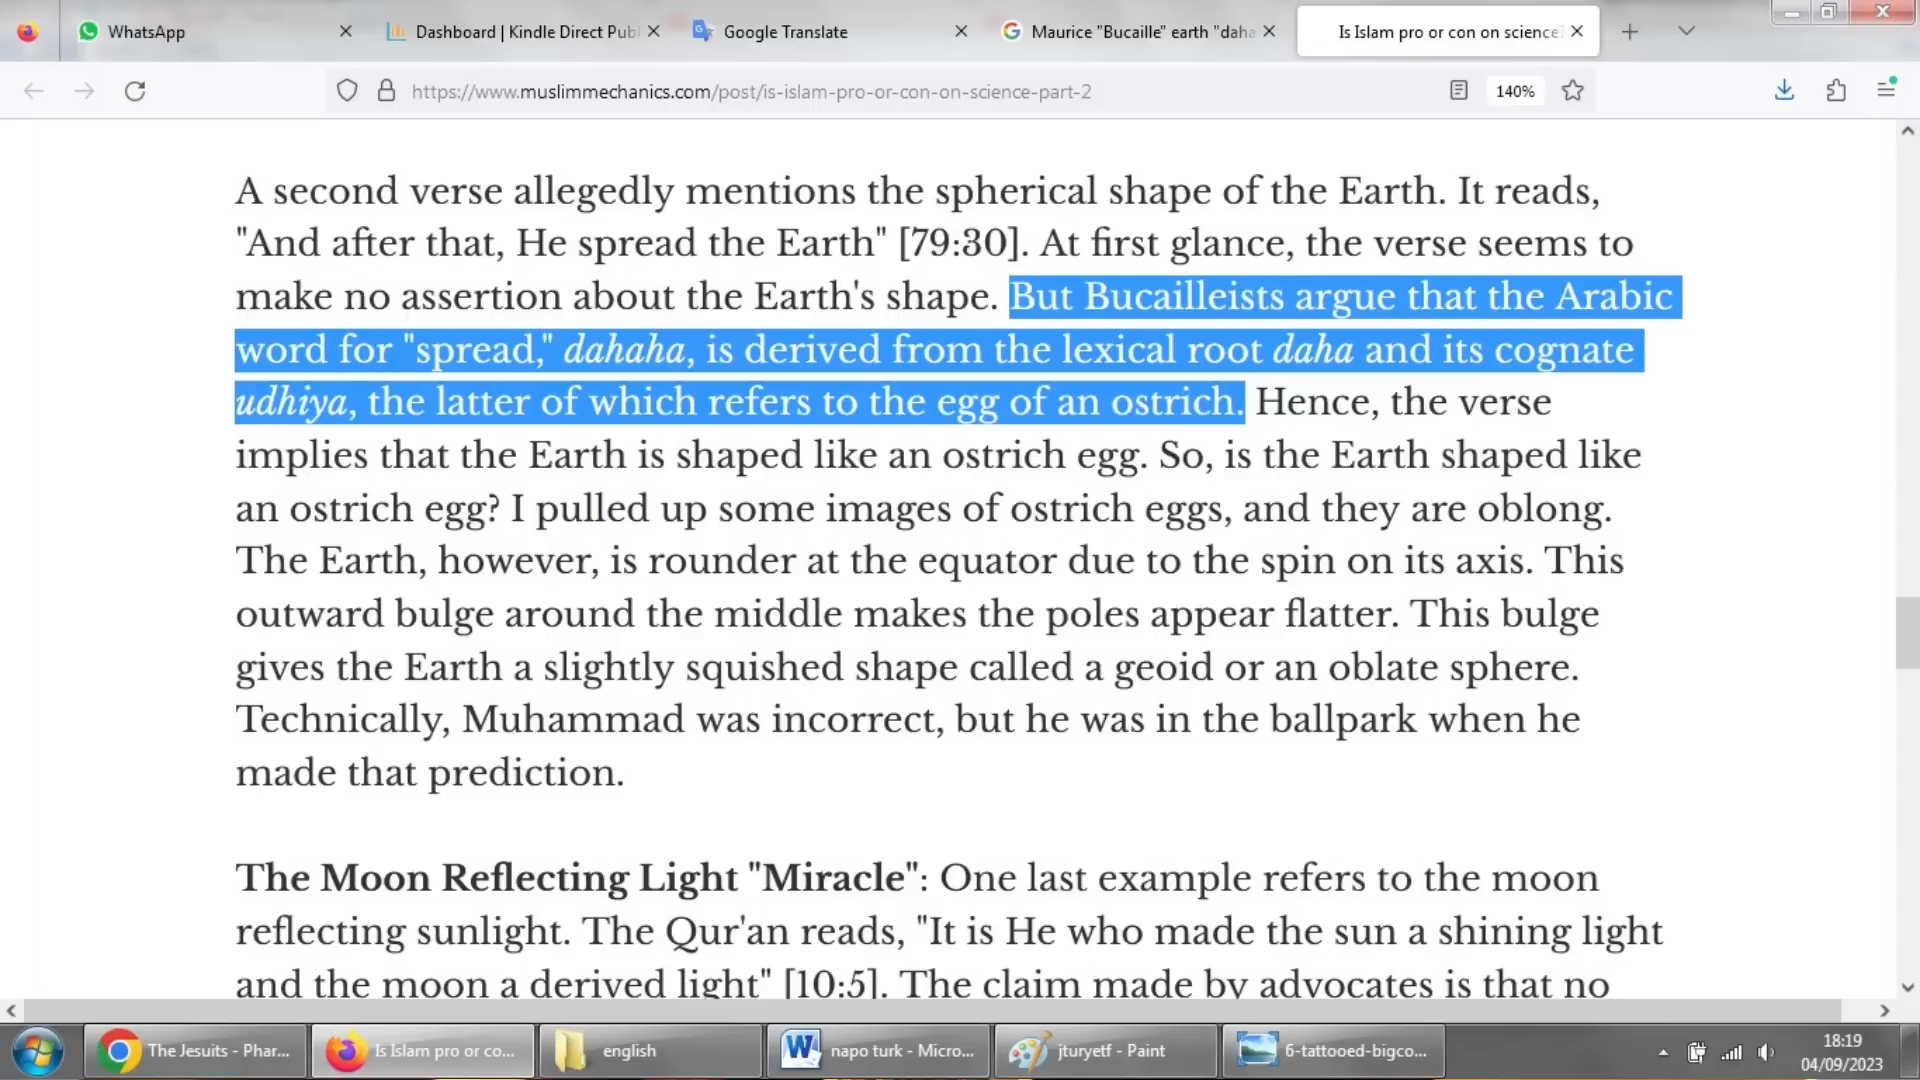 WhatsApp
Dashboard | Kindle Direct Publ
Google Translate
Maurice "Bucaille" earth "daha
Is Islam pro or con on science?
https://www.muslimmechanics.com/post/is-islam-pro-or-con-on-science-part-2
140%
A second verse allegedly mentions the spherical shape of the Earth. It reads,
"And after that, He spread the Earth" [79:30]. At first glance, the verse seems to
make no assertion about the Earth's shape. But Bucailleists argue that the Arabic
word for "spread," dahaha, is derived from the lexical root daha and its cognate
udhiya, the latter of which refers to the egg of an ostrich. Hence, the verse
implies that the Earth is shaped like an ostrich egg. So, is the Earth shaped like
an ostrich egg? I pulled up some images of ostrich eggs, and they are oblong.
The Earth, however, is rounder at the equator due to the spin on its axis. This
outward bulge around the middle makes the poles appear flatter. This bulge
gives the Earth a slightly squished shape called a geoid or an oblate sphere.
Technically, Muhammad was incorrect, but he was in the ballpark when he
made that prediction.
The Moon Reflecting Light "Miracle": One last example refers to the moon
reflecting sunlight. The Qur'an reads, "It is He who made the sun a shining light
and the moon a derived light" [10:5]. The claim made by advocates is that no
The Jesuits - Phar...
Is Islam pro or co...
english
napo turk - Micro...
jturyetf - Paint
6-tattooed-bigco...
18:19
04/09/2023